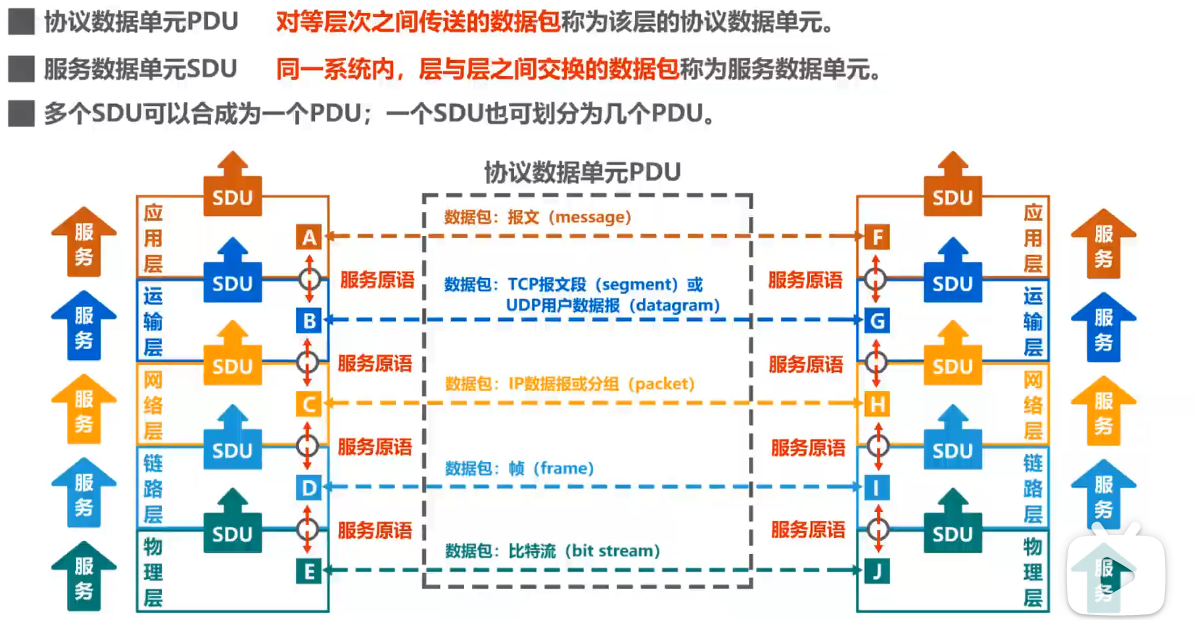 协议数据单元PDU 对等层次之间传送的数据包称为该层的协议数据单元。
服务数据单元SDU 同一系统内，层与层之间交换的数据包称为服务数据单元。
多个SDU可以合成为一个PDU；一个SDU也可划分为几个PDU。
协议数据单元PDU
服务
服务
服务
服务
服务
应用层
SDU
A
服务原语
运输层
SDU
B
服务原语
网络层
SDU
C
服务原语
链路层
SDU
D
服务原语
物理层
SDU
E
数据包：报文（message）
数据包：TCP报文段（segment）或
UDP用户数据报（datagram）
数据包：IP数据报或分组（packet）
数据包：帧（frame）
数据包：比特流（bit stream）
SDU
应用层
F
服务原语
SDU
运输层
G
服务原语
SDU
网络层
H
服务原语
SDU
链路层
I
服务原语
SDU
物理层
J
服务
服务
服务
服务
服务